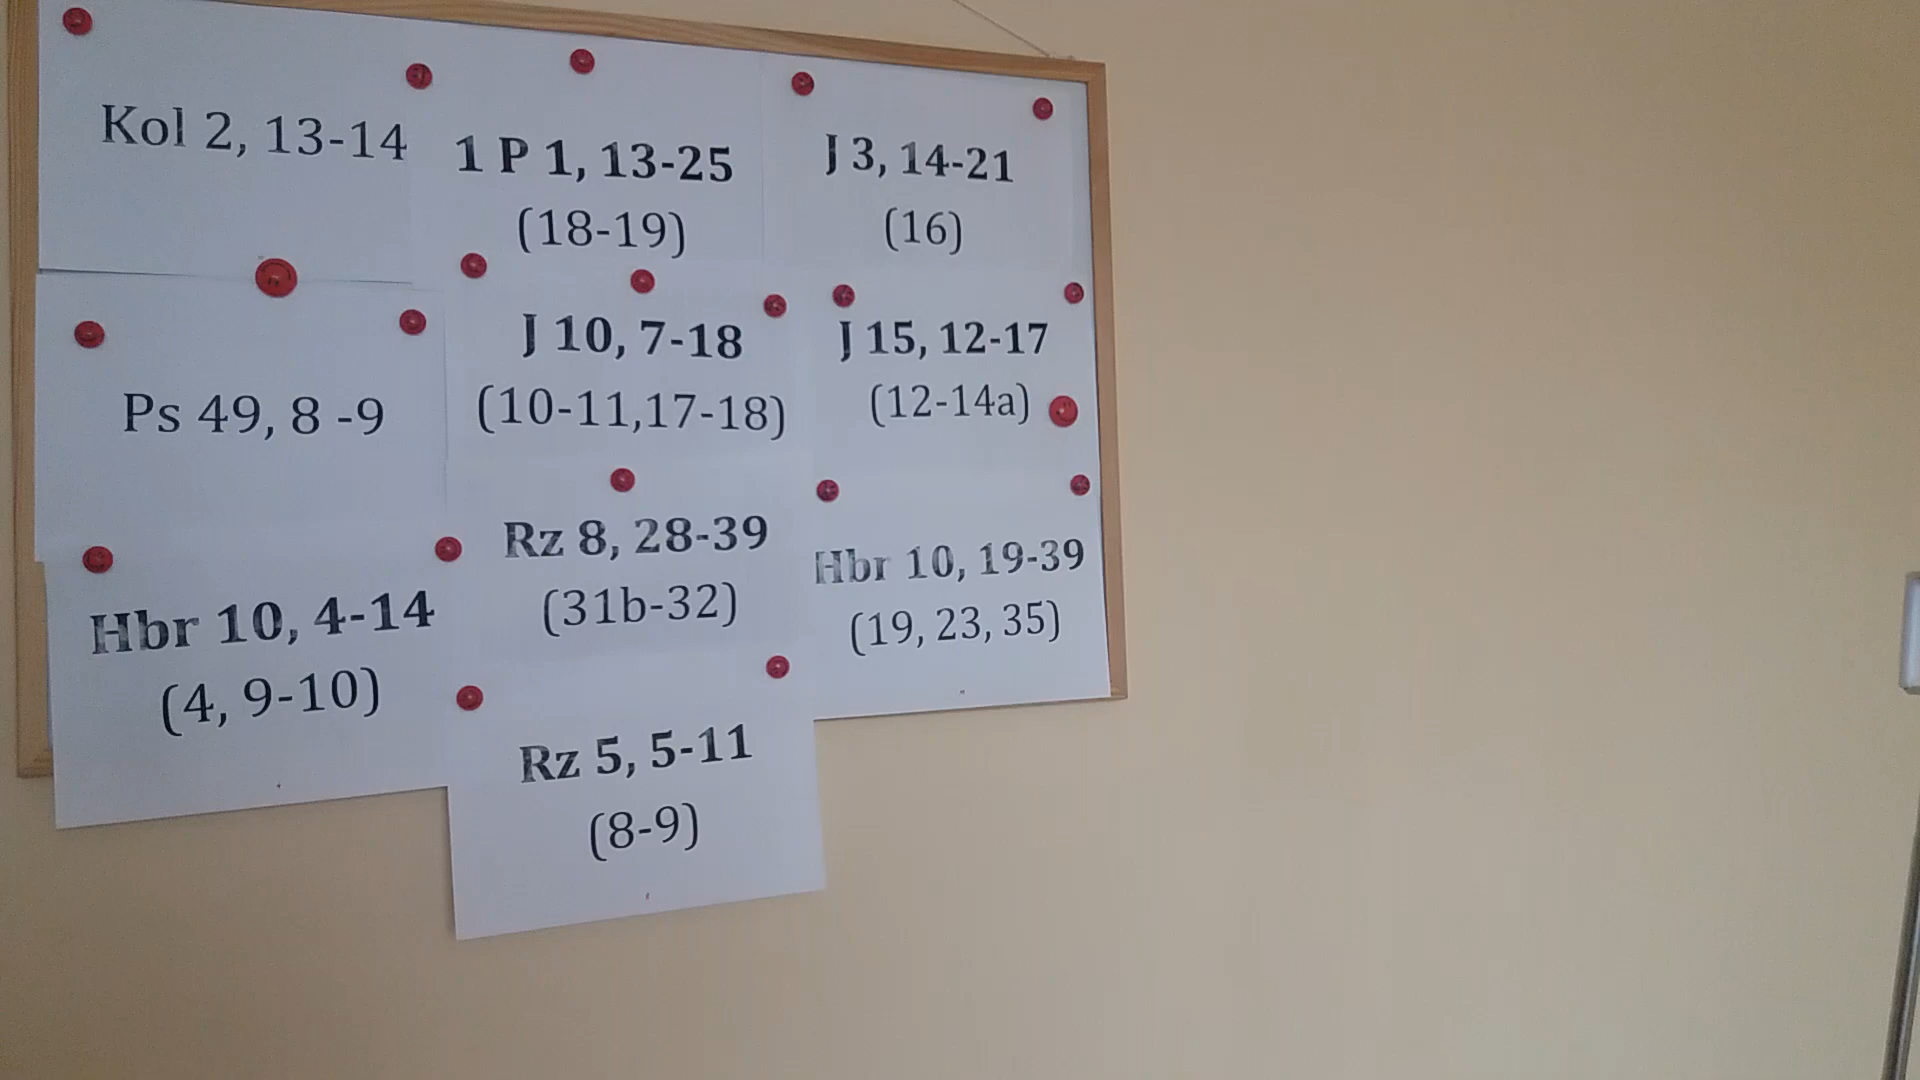 Kol 2, 13-14
1 P 1, 13-25
(18-19)
J 3, 14-21
(16)
Ps 49, 8 -9
J 10, 7-18
(10-11,17-18)
J 15, 12-17
(12-14a)
Hbr 10, 4-14
(4, 9-10)
Rz 8, 28-39
(31b-32)
Hbr 10, 19-39
(19, 23, 35)
Rz 5, 5-11
(8-9)